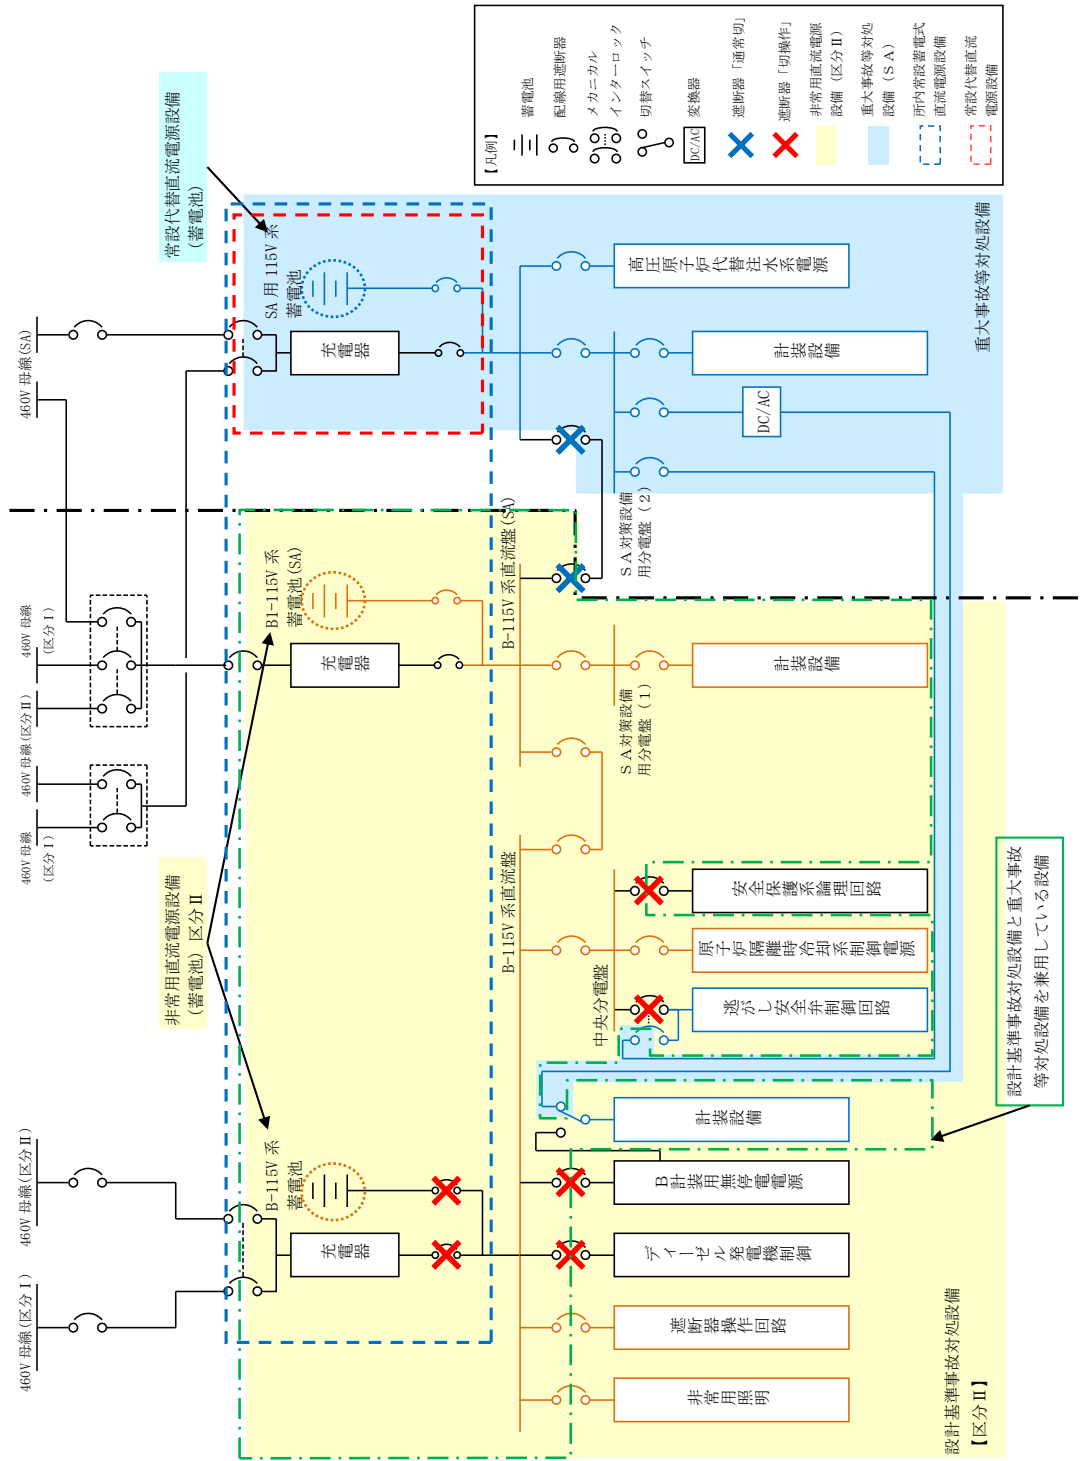 【凡例】
蓄電池
配線用遮断器
メカニカル
インターロック
切替スイッチ
DC/AC
変換器
遮断器「通常切」
遮断器「切操作」
非常用直流電源
設備（区分Ⅱ）
重大事故等対処
設備（ＳＡ）
所内常設蓄電式
直流電源設備
常設代替直流
電源設備
常設代替直流電源設備
（蓄電池）
非常用直流電源設備
（蓄電池）区分Ⅱ
460V 母線(SA)
460V 母線
（区分Ⅰ）
460V 母線(区分Ⅱ)
460V 母線(区分Ⅱ)
460V 母線
（区分Ⅰ）
460V 母線(区分Ⅱ)
460V 母線(区分Ⅰ)
SA 用 115V 系
蓄電池
充電器
B1-115V 系
蓄電池(SA)
充電器
B-115V 系
蓄電池
充電器
B-115V 系直流盤(SA)
B-115V 系直流盤
ＳＡ対策設備
用分電盤（２）
ＳＡ対策設備
用分電盤（１）
中央分電盤
高圧原子炉代替注水系電源
計装設備
DC/AC
計装設備
安全保護系論理回路
原子炉隔離時冷却系制御電源
逃がし安全弁制御回路
計装設備
B計装用無停電電源
ディーゼル発電機制御
遮断器操作回路
非常用照明
重大事故等対処設備
設計基準事故対処設備
【区分Ⅱ】
設計基準事故対処設備と重大事故
等対処設備を兼用している設備